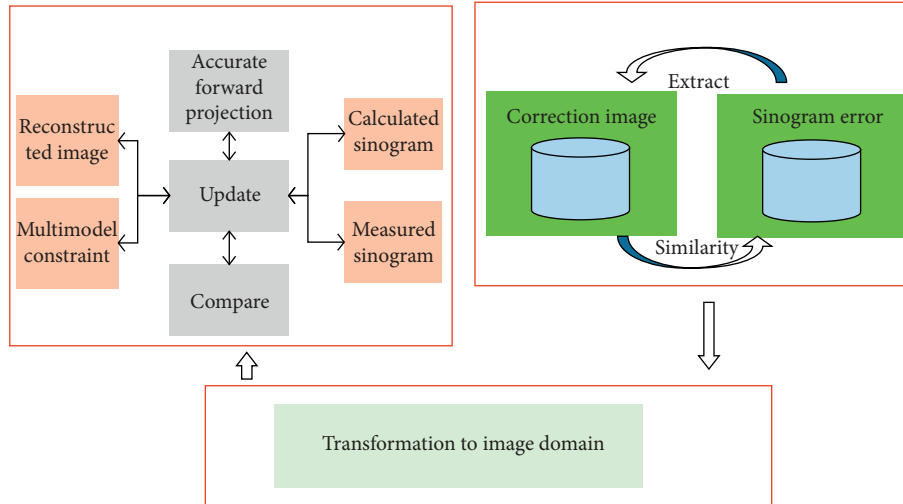 Accurate
forward
projection
Reconstruc
ted image
Multimodel
constraint
Update
Compare
Calculated
sinogram
Measured
sinogram
Extract
Correction image
Sinogram error
Similarity
Transformation to image domain